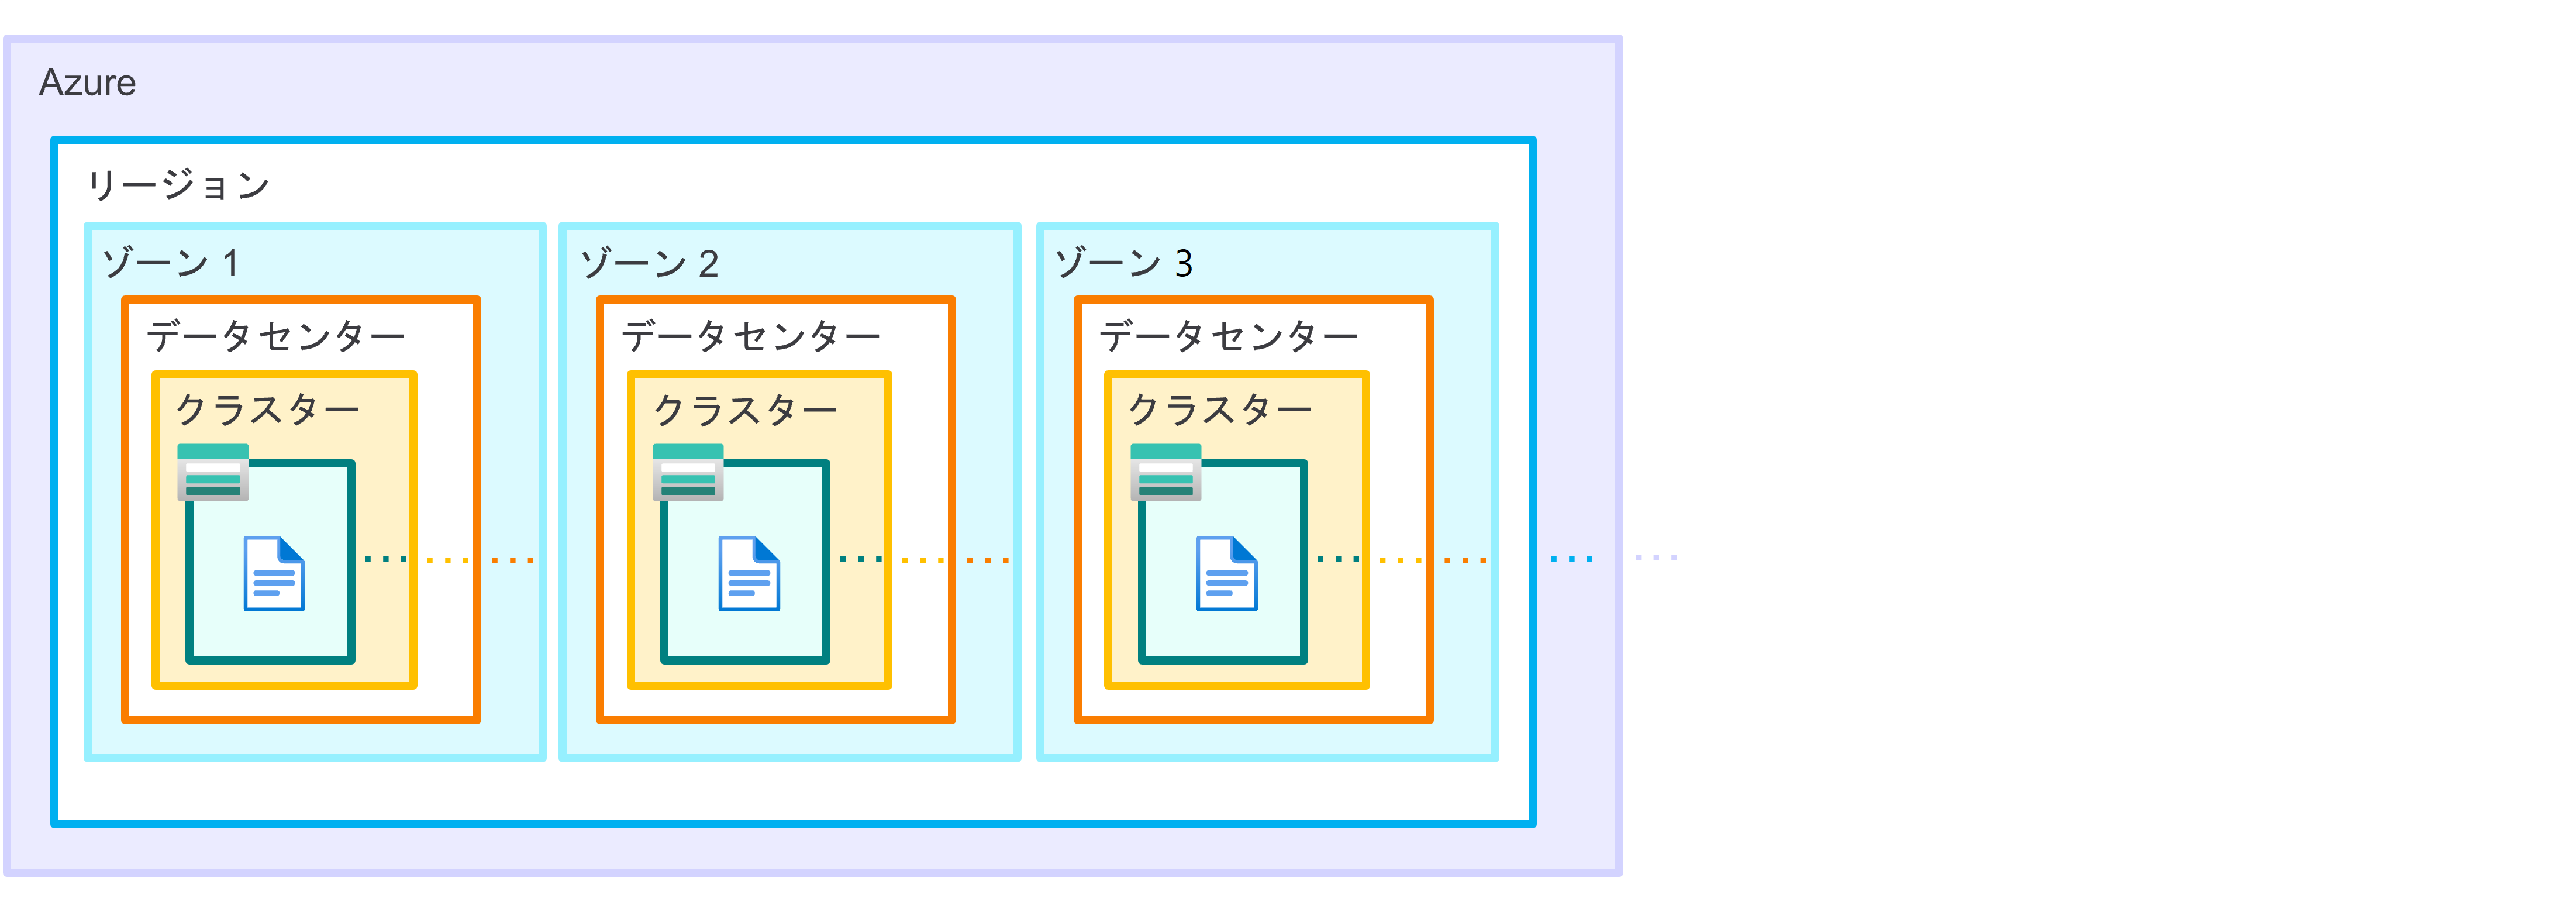 Azure
リージョン
ゾーン 1
データセンター
クラスター
ゾーン 2
データセンター
クラスター
ゾーン 3
データセンター
クラスター